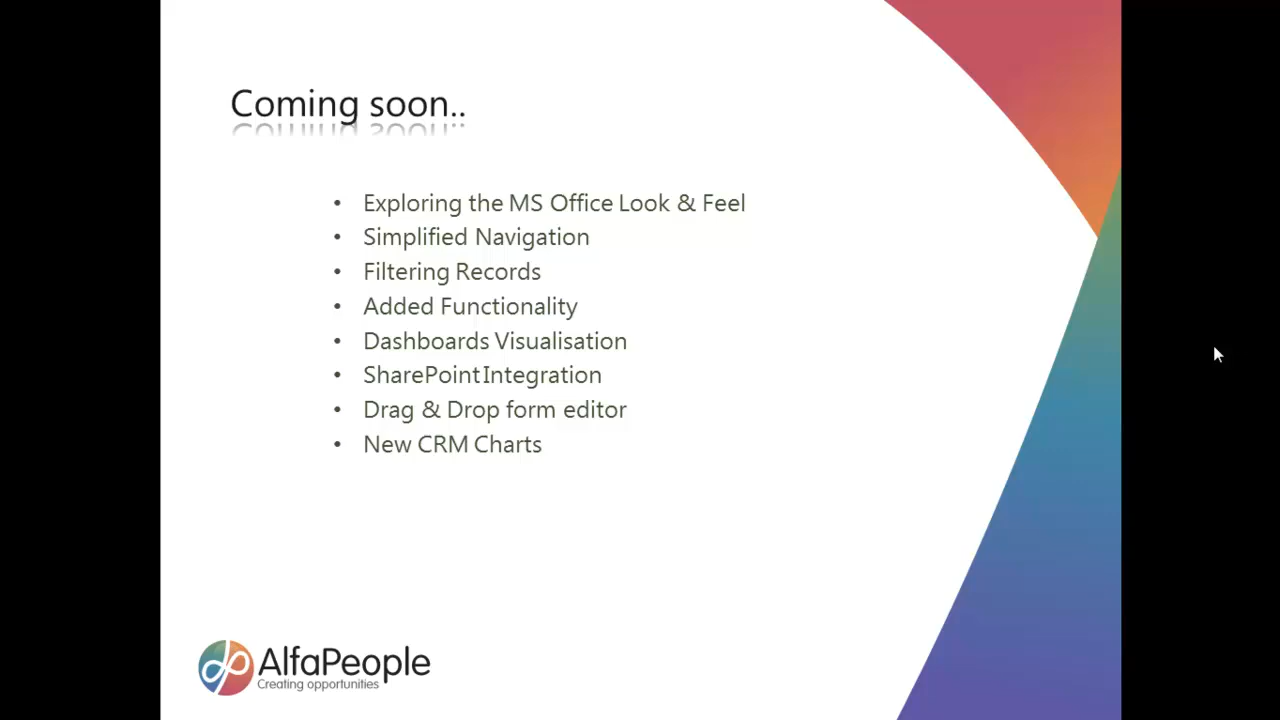 Coming soon..
• Exploring the MS Office Look & Feel
• Simplified Navigation
• Filtering Records
• Added Functionality
• Dashboards Visualisation
• SharePoint Integration
• Drag & Drop form editor
• New CRM Charts
AlfaPeople
Creating opportunities